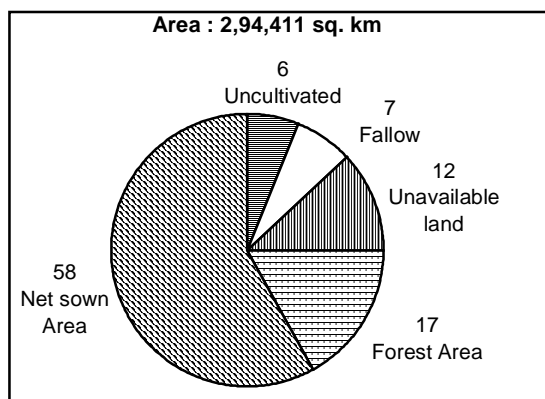 Area : 2,94,411 sq. km
6
Uncultivated
7
Fallow
12
Unavailable
land
58
Net sown
Area
17
Forest Area